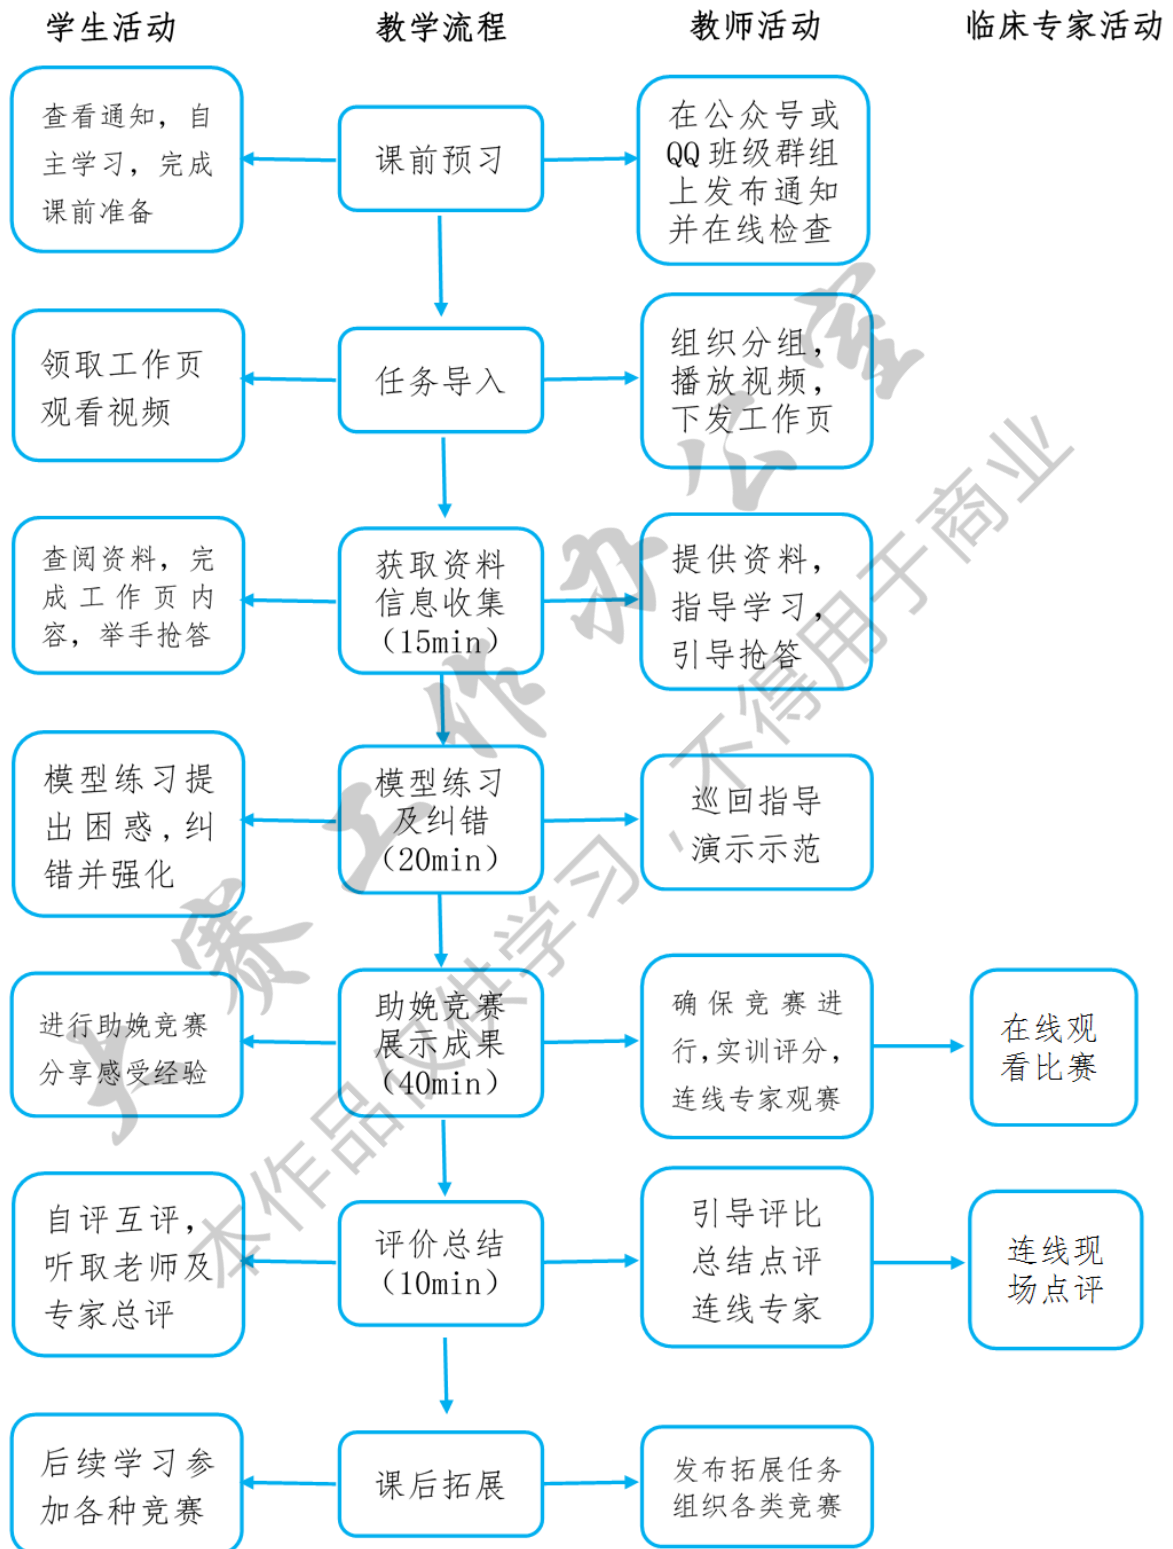 学生活动
教学流程
教师活动
临床专家活动
查看通知，自
主学习，完成
课前准备
课前预习
在公众号或
QQ班级群组
上发布通知
并在线检查
领取工作页
观看视频
任务导入
组织分组，
播放视频，
下发工作页
查阅资料，完
成工作页内
容，举手抢答
获取资料
信息收集
（15min）
提供资料，
指导学习，
引导抢答
模型练习提
出困惑,纠
错并强化
模型练习
及纠错
（20min）
巡回指导
演示示范
进行助娩竞赛
分享感受经验
助娩竞赛
展示成果
（40min）
确保竞赛进
行,实训评分,
连线专家观赛
在线观
看比赛
自评互评，
听取老师及
专家总评
评价总结
（10min）
引导评比
总结点评
连线专家
连线现
场点评
后续学习参
加各种竞赛
课后拓展
发布拓展任务
组织各类竞赛
大赛工作办公室
本作品仅供学习，不得用于商业